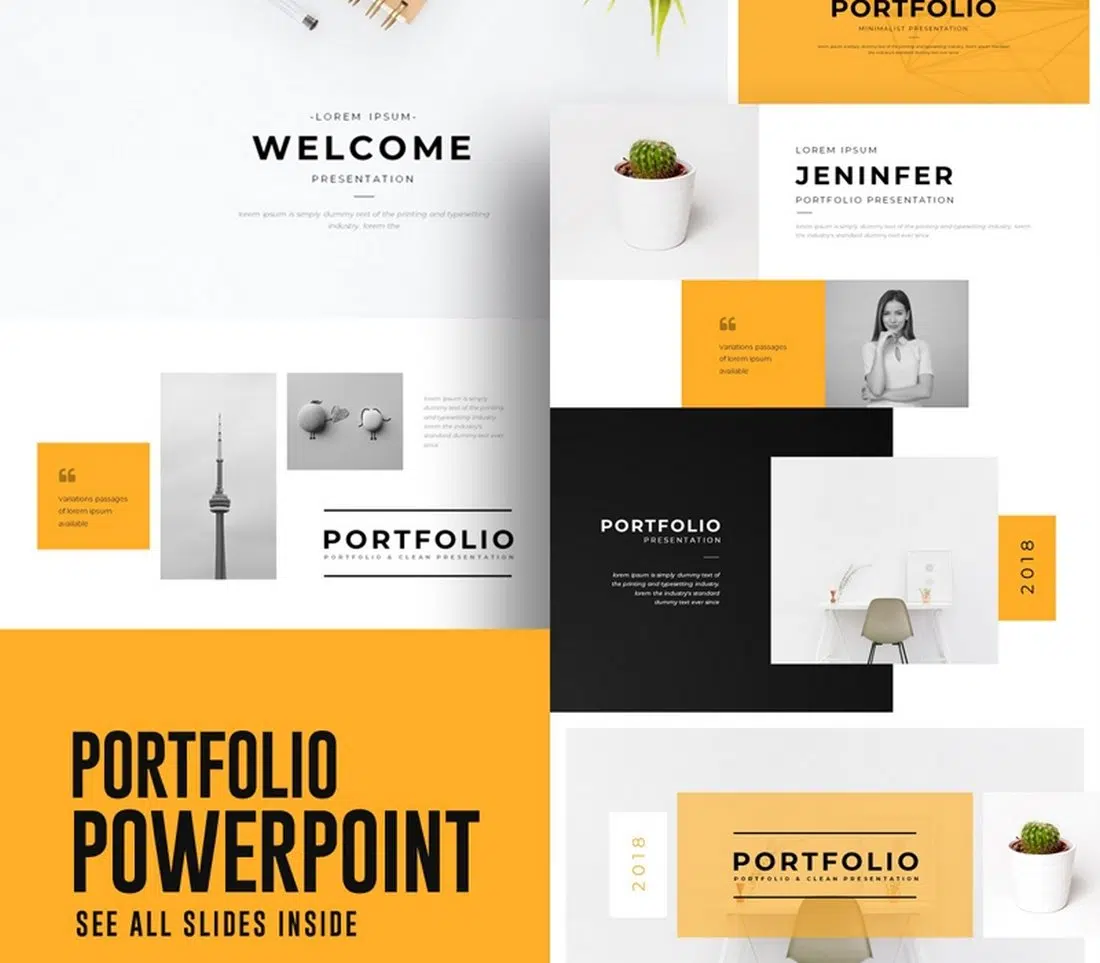 -LOREM IPSUM-
WELCOME
PRESENTATION
lorem ipsum is simply dummy text of the printing and typesetting
industry. lorem the
Variations passages
of lorem ipsum
available
lorem ipsum is simply
dummy text of the
printing
and typesetting
industry. lorem the
industry's standard
dummy text ever since
PORTFOLIO
PORTFOLIO & CLEAN PRESENTATION
PORTFOLIO
POWERPOINT
SEE ALL SLIDES INSIDE
PORTFOLIO
MINIMALIST PRESENTATION
LOREM IPSUM
JENINFER
PORTFOLIO PRESENTATION
lorem ipsum is simply dummy text of the printing and typesetting industry. lorem
the industry's standard dummy text ever since
Variations passages
of lorem ipsum
available
PORTFOLIO
PRESENTATION
lorem ipsum is simply dummy text of
the printing and typesetting industry.
lorem the industry's standard
dummy text ever since
2018
2018
PORTFOLIO
PORTFOLIO & CLEAN PRESENTATION